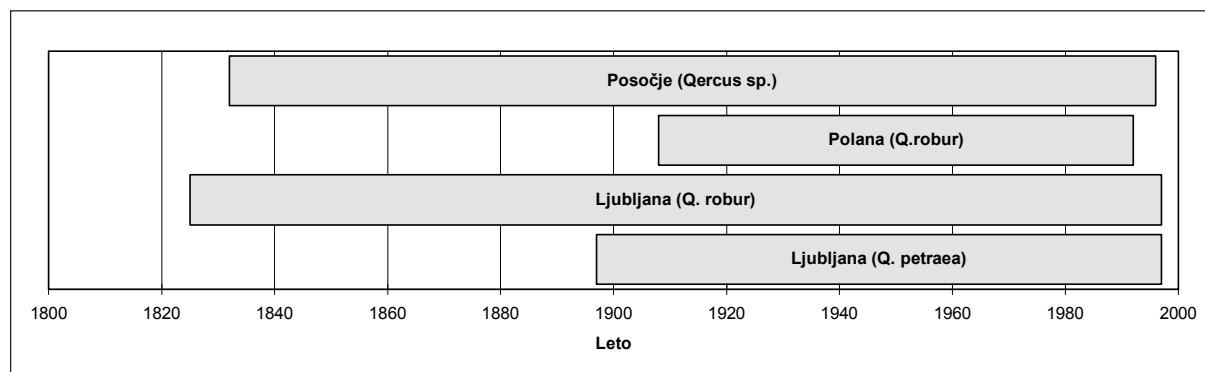 Posočje (Qercus sp.)
Polana (Q.robur)
Ljubljana (Q. robur)
Ljubljana (Q. petraea)
1800 1820 1840 1860 1880 1900 1920 1940 1960 1980 2000
Leto